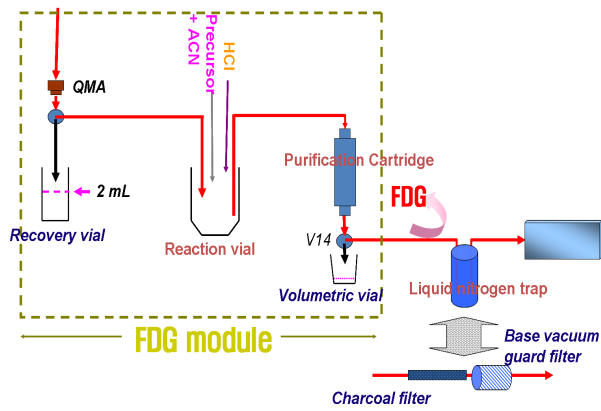 Precursor
+ ACN
HCl
QMA
2 mL
Recovery vial
Reaction vial
Purification Cartridge
V14
Volumetric vial
FDG
Liquid nitrogen trap
FDG module
Base vacuum
guard filter
Charcoal filter